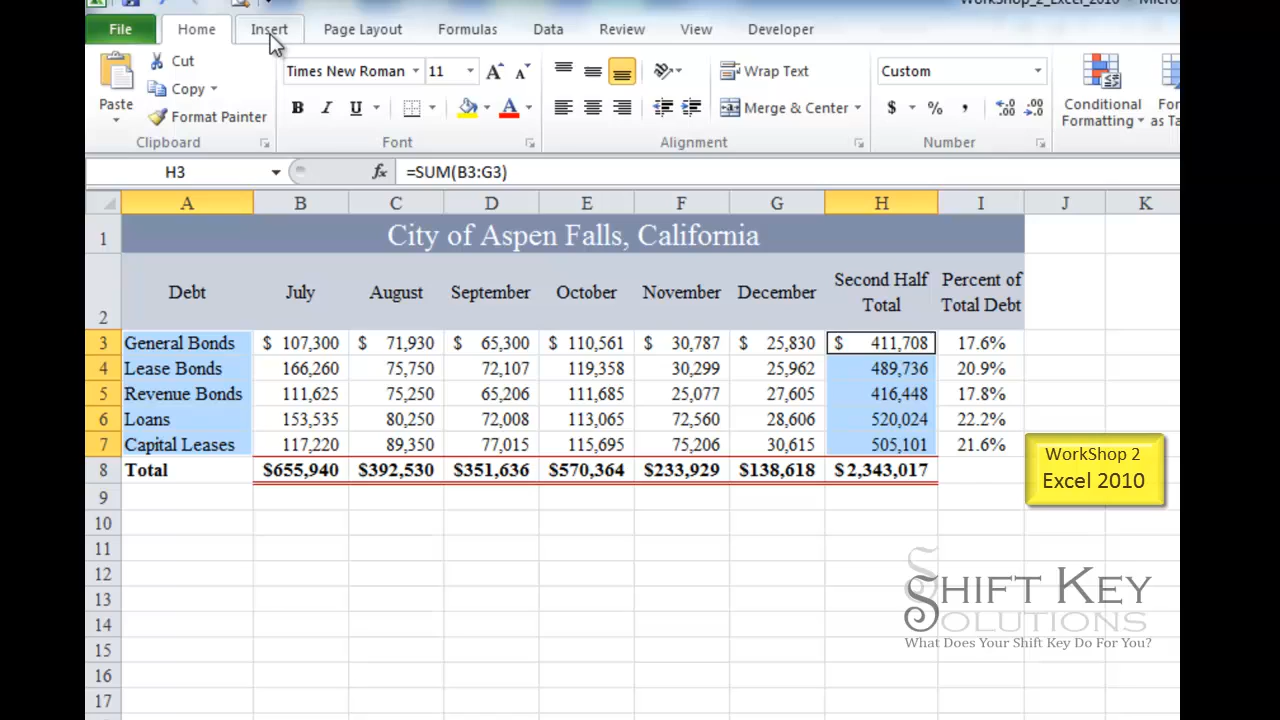 WorkShop_2_Excel_2010 - Micro
File Home Insert Page Layout Formulas Data Review View Developer
Cut
Times New Roman 11 Wrap Text Custom
Copy
Paste Format Painter B I U Merge & Center $ % , Conditional Formatting
Clipboard Font Alignment Number
H3 fx =SUM(B3:G3)
A B C D E F G H I J K
1 City of Aspen Falls, California
2 Debt July August September October November December Second Half Total Percent of Total Debt
3 General Bonds $ 107,300 $ 71,930 $ 65,300 $ 110,561 $ 30,787 $ 25,830 $ 411,708 17.6%
4 Lease Bonds 166,260 75,750 72,107 119,358 30,299 25,962 489,736 20.9%
5 Revenue Bonds 111,625 75,250 65,206 111,685 25,077 27,605 416,448 17.8%
6 Loans 153,535 80,250 72,008 113,065 72,560 28,606 520,024 22.2%
7 Capital Leases 117,220 89,350 77,015 115,695 75,206 30,615 505,101 21.6%
8 Total $655,940 $392,530 $351,636 $570,364 $233,929 $138,618 $2,343,017
WorkShop 2
Excel 2010
9
10
11
12
13
14
15
16
17
Shift Key
Solutions
What Does Your Shift Key Do For You?